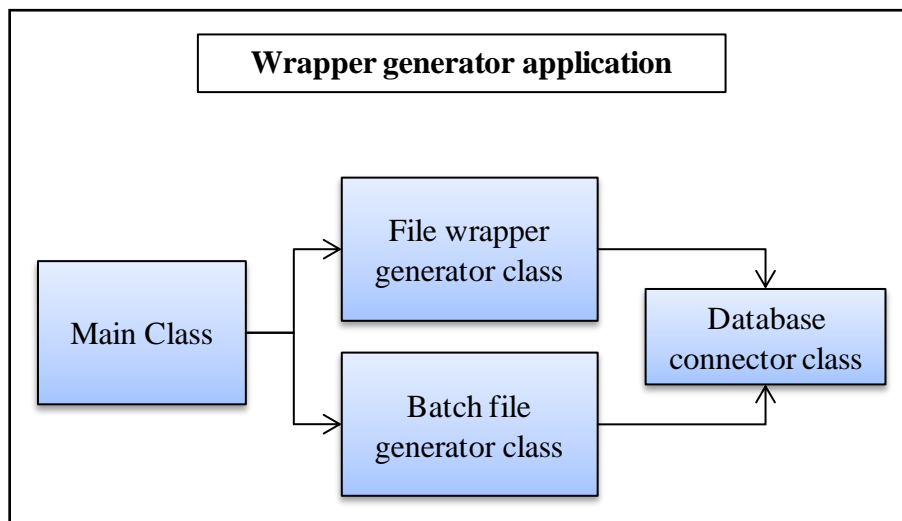 Wrapper generator application
File wrapper
generator class
Main Class
Database
connector class
Batch file
generator class